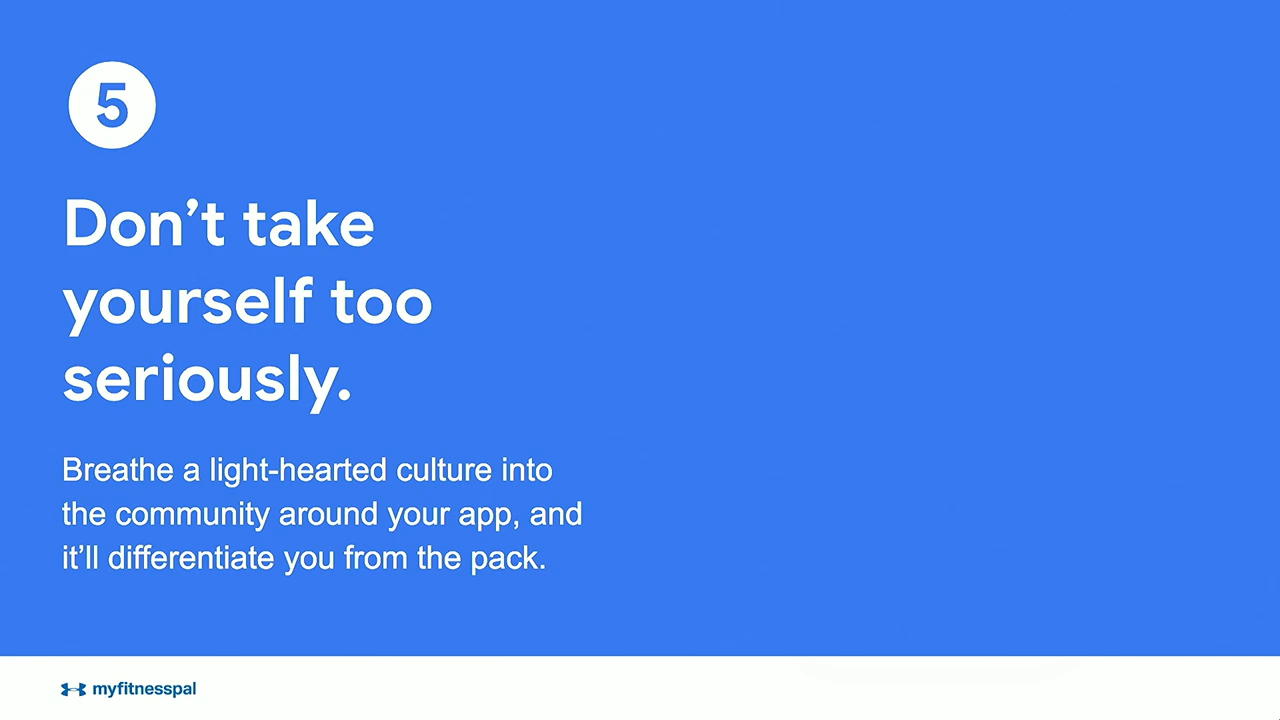 5
Don’t take
yourself too
seriously.
Breathe a light-hearted culture into
the community around your app, and
it’ll differentiate you from the pack.
myfitnesspal